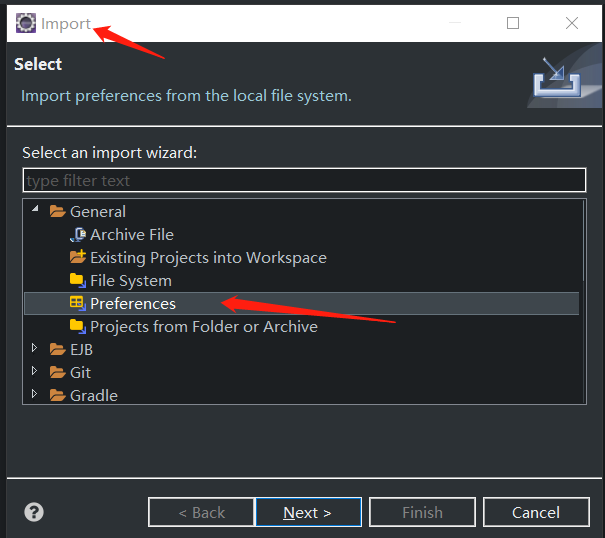 Import
Select
Import preferences from the local file system.
Select an import wizard:
type filter text
General
Archive File
Existing Projects into Workspace
File System
Preferences
Projects from Folder or Archive
EJB
Git
Gradle
?
< Back
Next >
Finish
Cancel